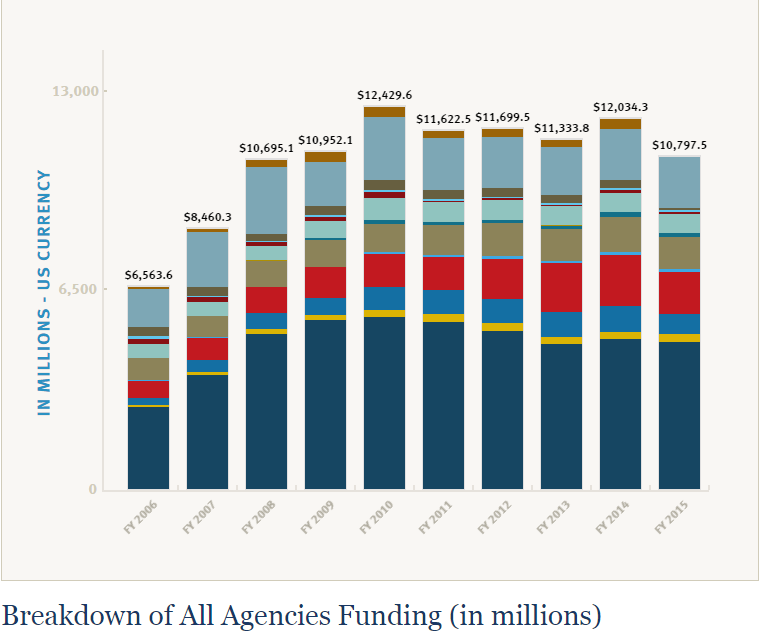 IN MILLIONS - US CURRENCY
13,000
6,500
0
$6,563.6
$8,460.3
$10,695.1
$10,952.1
$12,429.6
$11,622.5
$11,699.5
$11,333.8
$12,034.3
$10,797.5
FY 2006
FY 2007
FY 2008
FY 2009
FY 2010
FY 2011
FY 2012
FY 2013
FY 2014
FY 2015
Breakdown of All Agencies Funding (in millions)